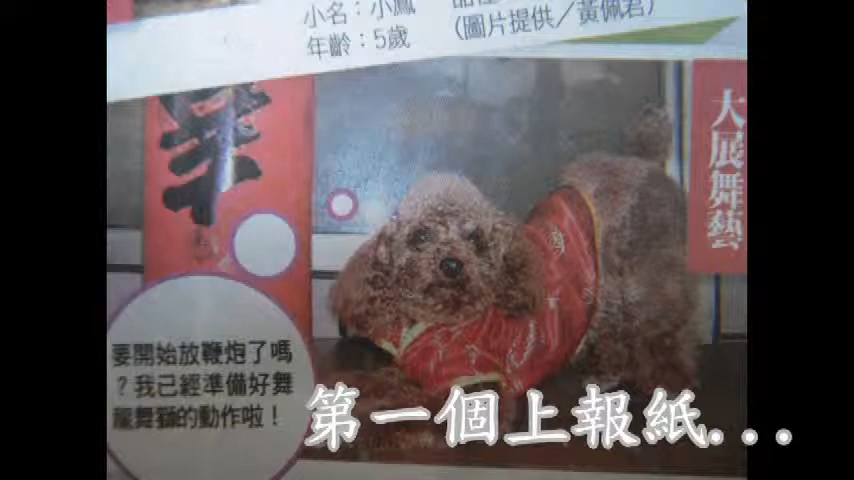 小名：小鳳
年齡：5歲
(圖片提供／黃佩君)
大展舞藝
要開始放鞭炮了嗎
？我已經準備好舞
龍舞獅的動作啦！
第一個上報紙...